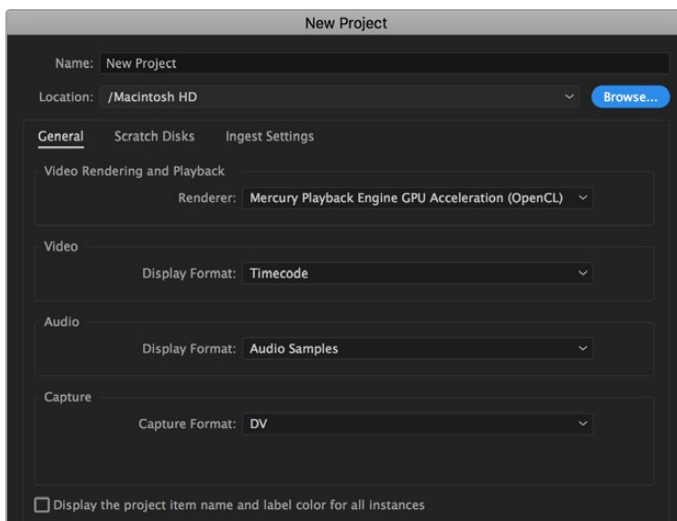 New Project
Name: New Project
Location: /Macintosh HD Browse...
General Scratch Disks Ingest Settings
Video Rendering and Playback
Renderer: Mercury Playback Engine GPU Acceleration (OpenCL)
Video
Display Format: Timecode
Audio
Display Format: Audio Samples
Capture
Capture Format: DV
Display the project item name and label color for all instances